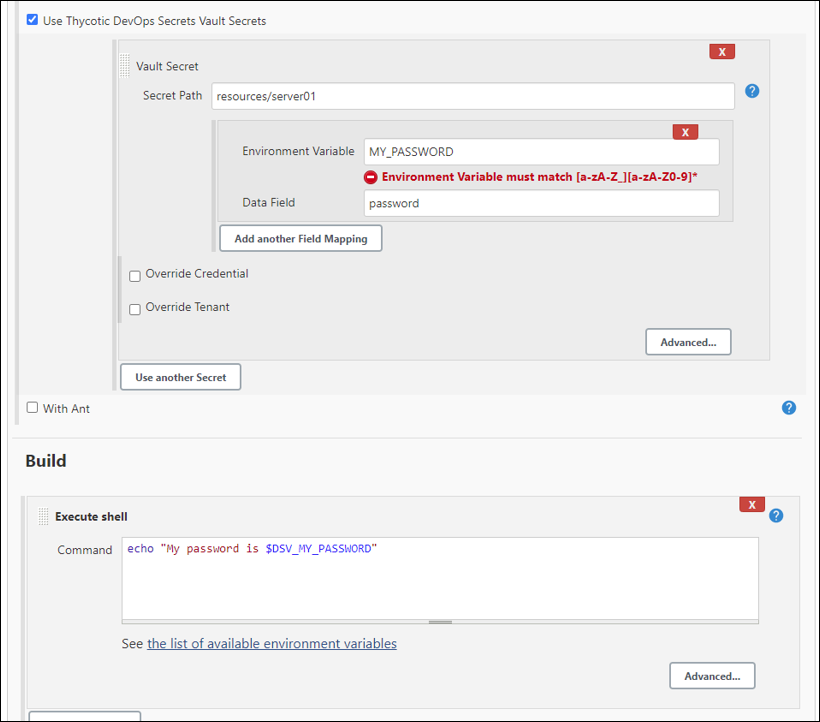 Use Thycotic DevOps Secrets Vault Secrets
X
Vault Secret
Secret Path resources/server01 ?
X
Environment Variable MY_PASSWORD
Environment Variable must match [a-zA-Z_][a-zA-Z0-9]*
Data Field password
Add another Field Mapping
Override Credential
Override Tenant
Advanced...
Use another Secret
With Ant ?
Build
X
Execute shell ?
Command echo "My password is $DSV_MY_PASSWORD"
See the list of available environment variables
Advanced...